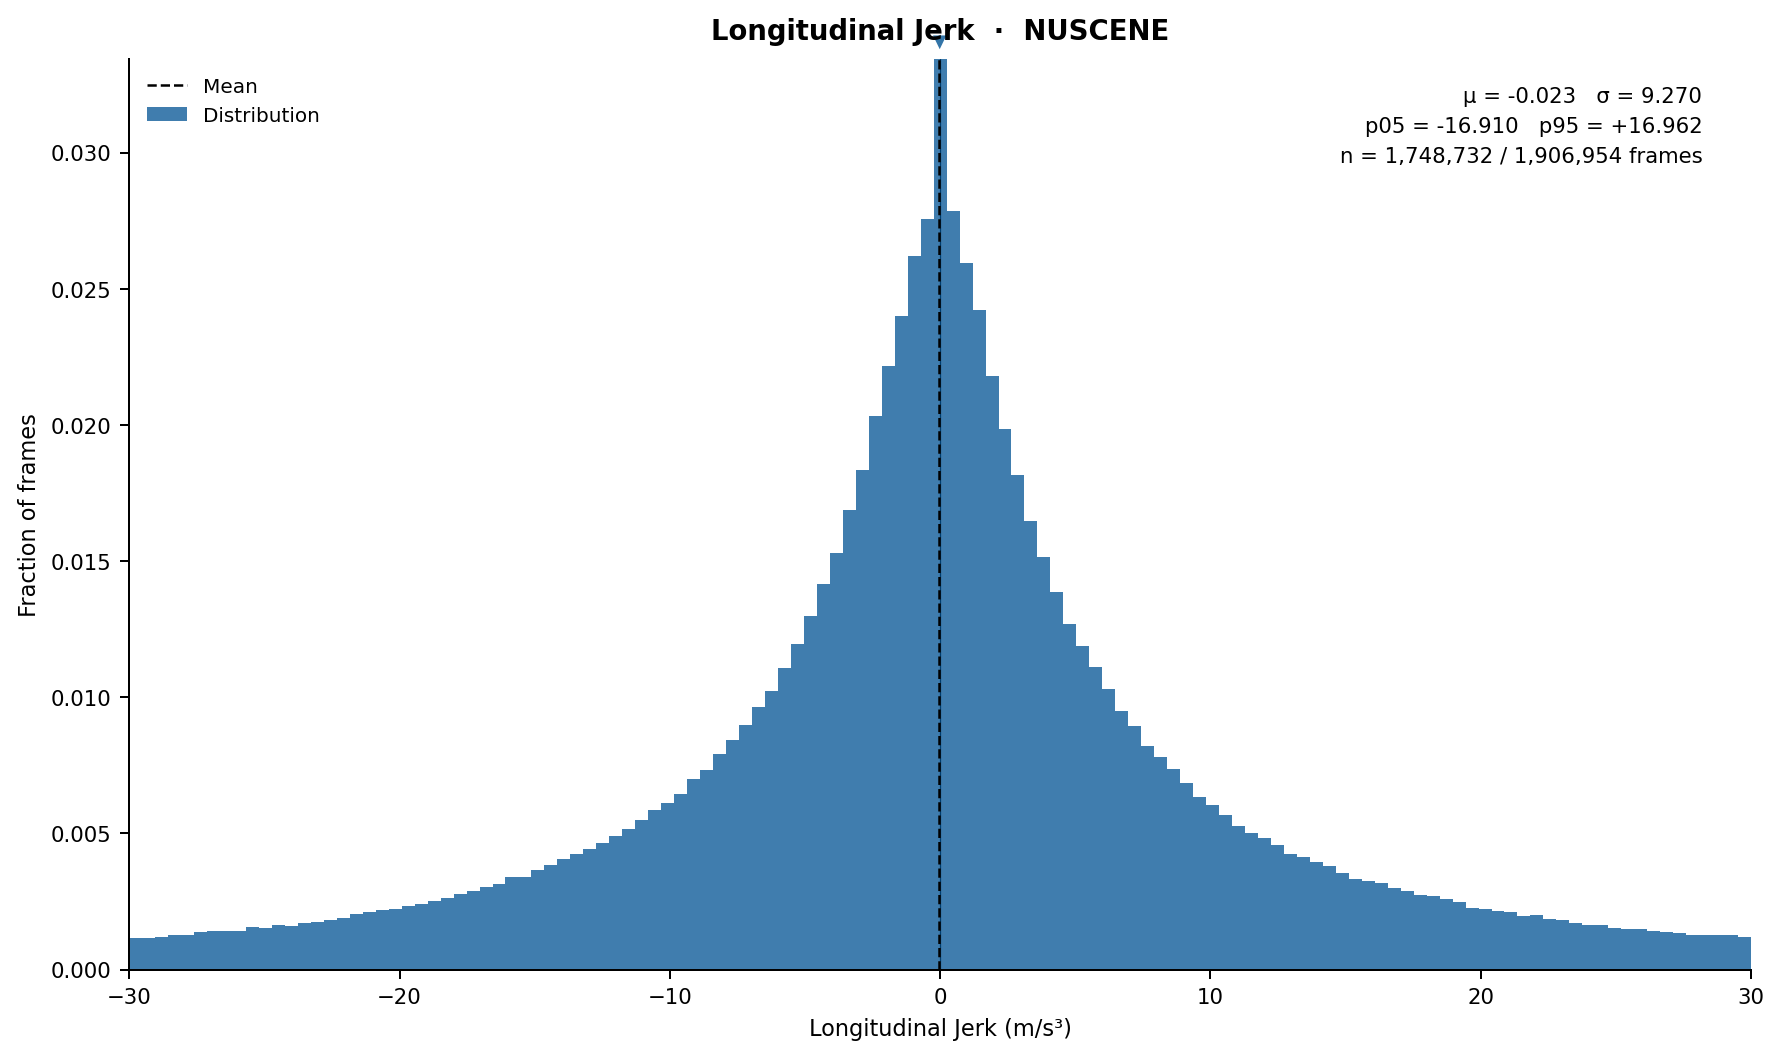 Longitudinal Jerk · NUSCENE
Mean
Distribution
μ = -0.023 σ = 9.270
p05 = -16.910 p95 = +16.962
n = 1,748,732 / 1,906,954 frames
0.030
0.025
0.020
0.015
0.010
0.005
0.000
Fraction of frames
−30 −20 −10 0 10 20 30
Longitudinal Jerk (m/s³)